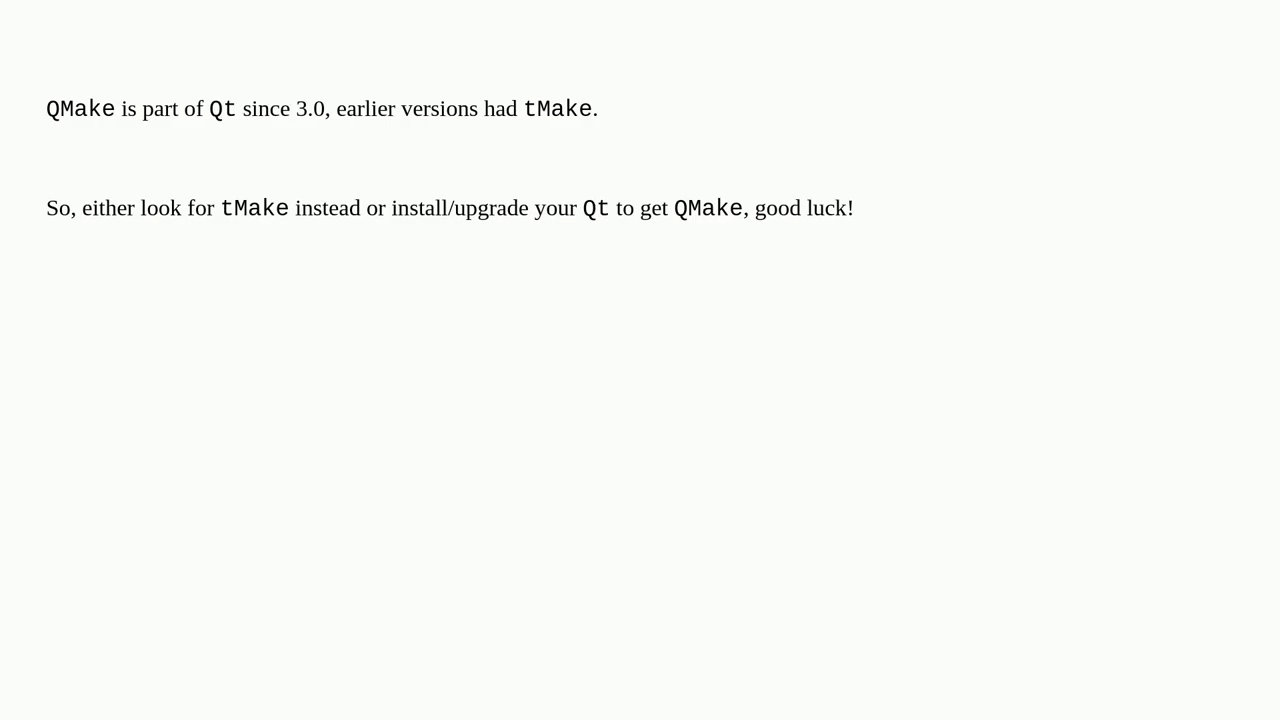 QMake is part of Qt since 3.0, earlier versions had tMake.
So, either look for tMake instead or install/upgrade your Qt to get QMake, good luck!